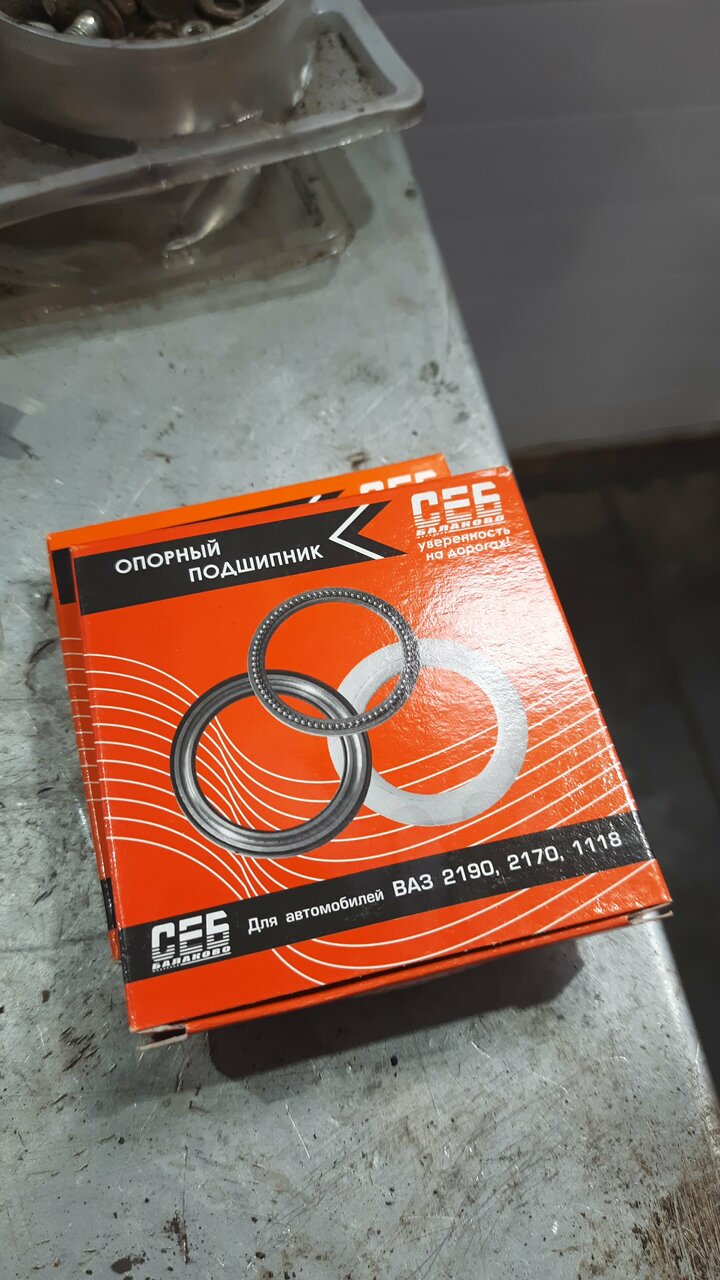 СЕБ
БАЛАКОВО
уверенность
на дорогах!
ОПОРНЫЙ
ПОДШИПНИК
СЕБ
БАЛАКОВО
Для автомобилей ВАЗ 2190, 2170, 1118